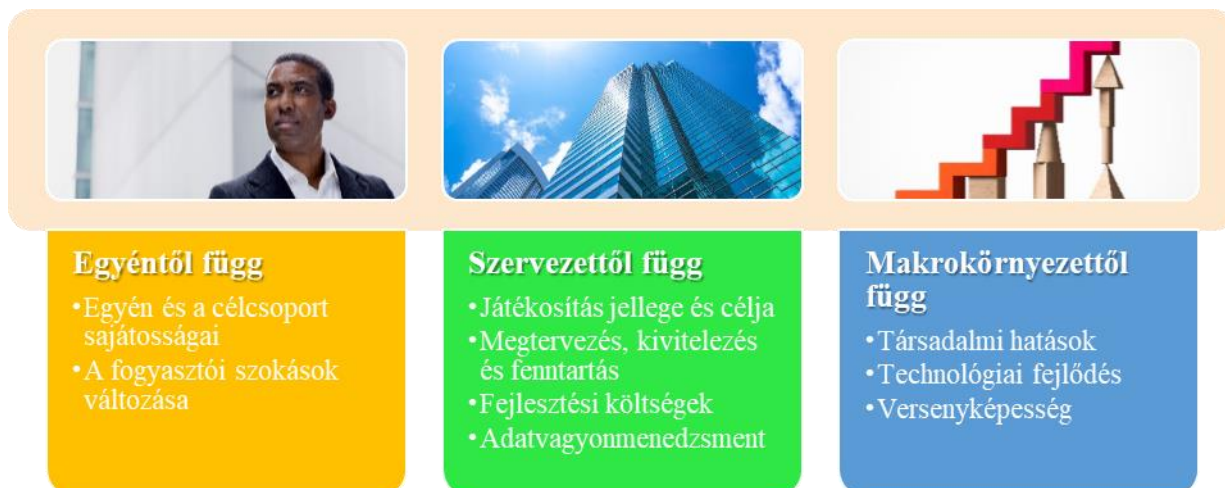 Egyéntől függ
•Egyén és a célcsoport
sajátosságai
•A fogyasztói szokások
változása
Szervezettől függ
•Játékosítás jellege és célja
•Megtervezés, kivitelezés
és fenntartás
•Fejlesztési költségek
•Adatvagyonmenedzsment
Makrokörnyezettől
függ
•Társadalmi hatások
•Technológiai fejlődés
•Versenyképesség